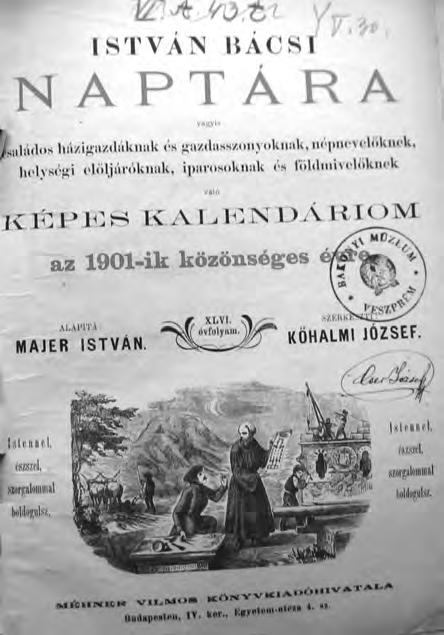 ISTVÁN BÁCSI
NAPTÁRA
vagyis
családos házigazdáknak és gazdasszonyoknak, népnevelőknek,
helységi elöljáróknak, iparosoknak és földmivelőknek
való
KÉPES KALENDÁRIOM
az 1901-ik közönséges évre
BAKONYI MÚZEUM
VESZPRÉM
ALAPITÁ
MAJER ISTVÁN.
XLVI.
évfolyam.
SZERKESZTI
KŐHALMI JÓZSEF.
Istennel,
észszel,
szorgalommal
boldogulsz.
Istennel,
észszel,
szorgalommal
boldogulsz.
MÉHNER VILMOS KÖNYVKIADÓHIVATALA
Budapesten, IV. ker., Egyetem-utcza 4. sz.